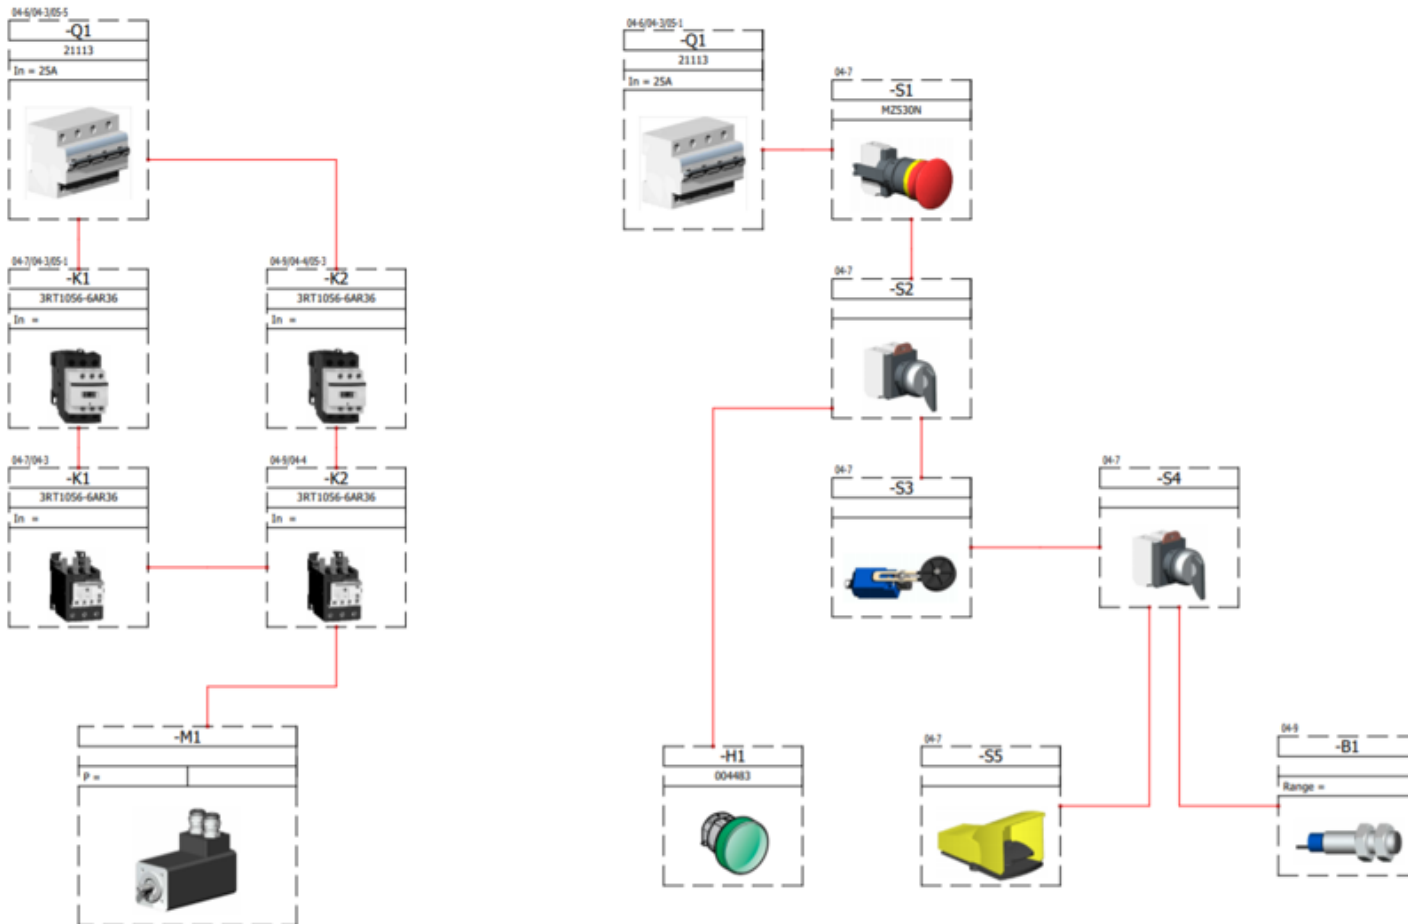 04-6/04-3/05-5
-Q1
21113
In = 25A
04-6/04-3/05-1
-Q1
21113
In = 25A
04-7
-S1
MZS30N
04-7/04-3/05-1
-K1
3RT1056-6AR36
In =
04-9/04-4/05-3
-K2
3RT1056-6AR36
In =
04-7
-S2
04-7/04-3
-K1
3RT1056-6AR36
In =
04-9/04-4
-K2
3RT1056-6AR36
In =
04-7
-S3
04-7
-S4
-M1
P =
-H1
004483
04-7
-S5
04-9
-B1
Range =